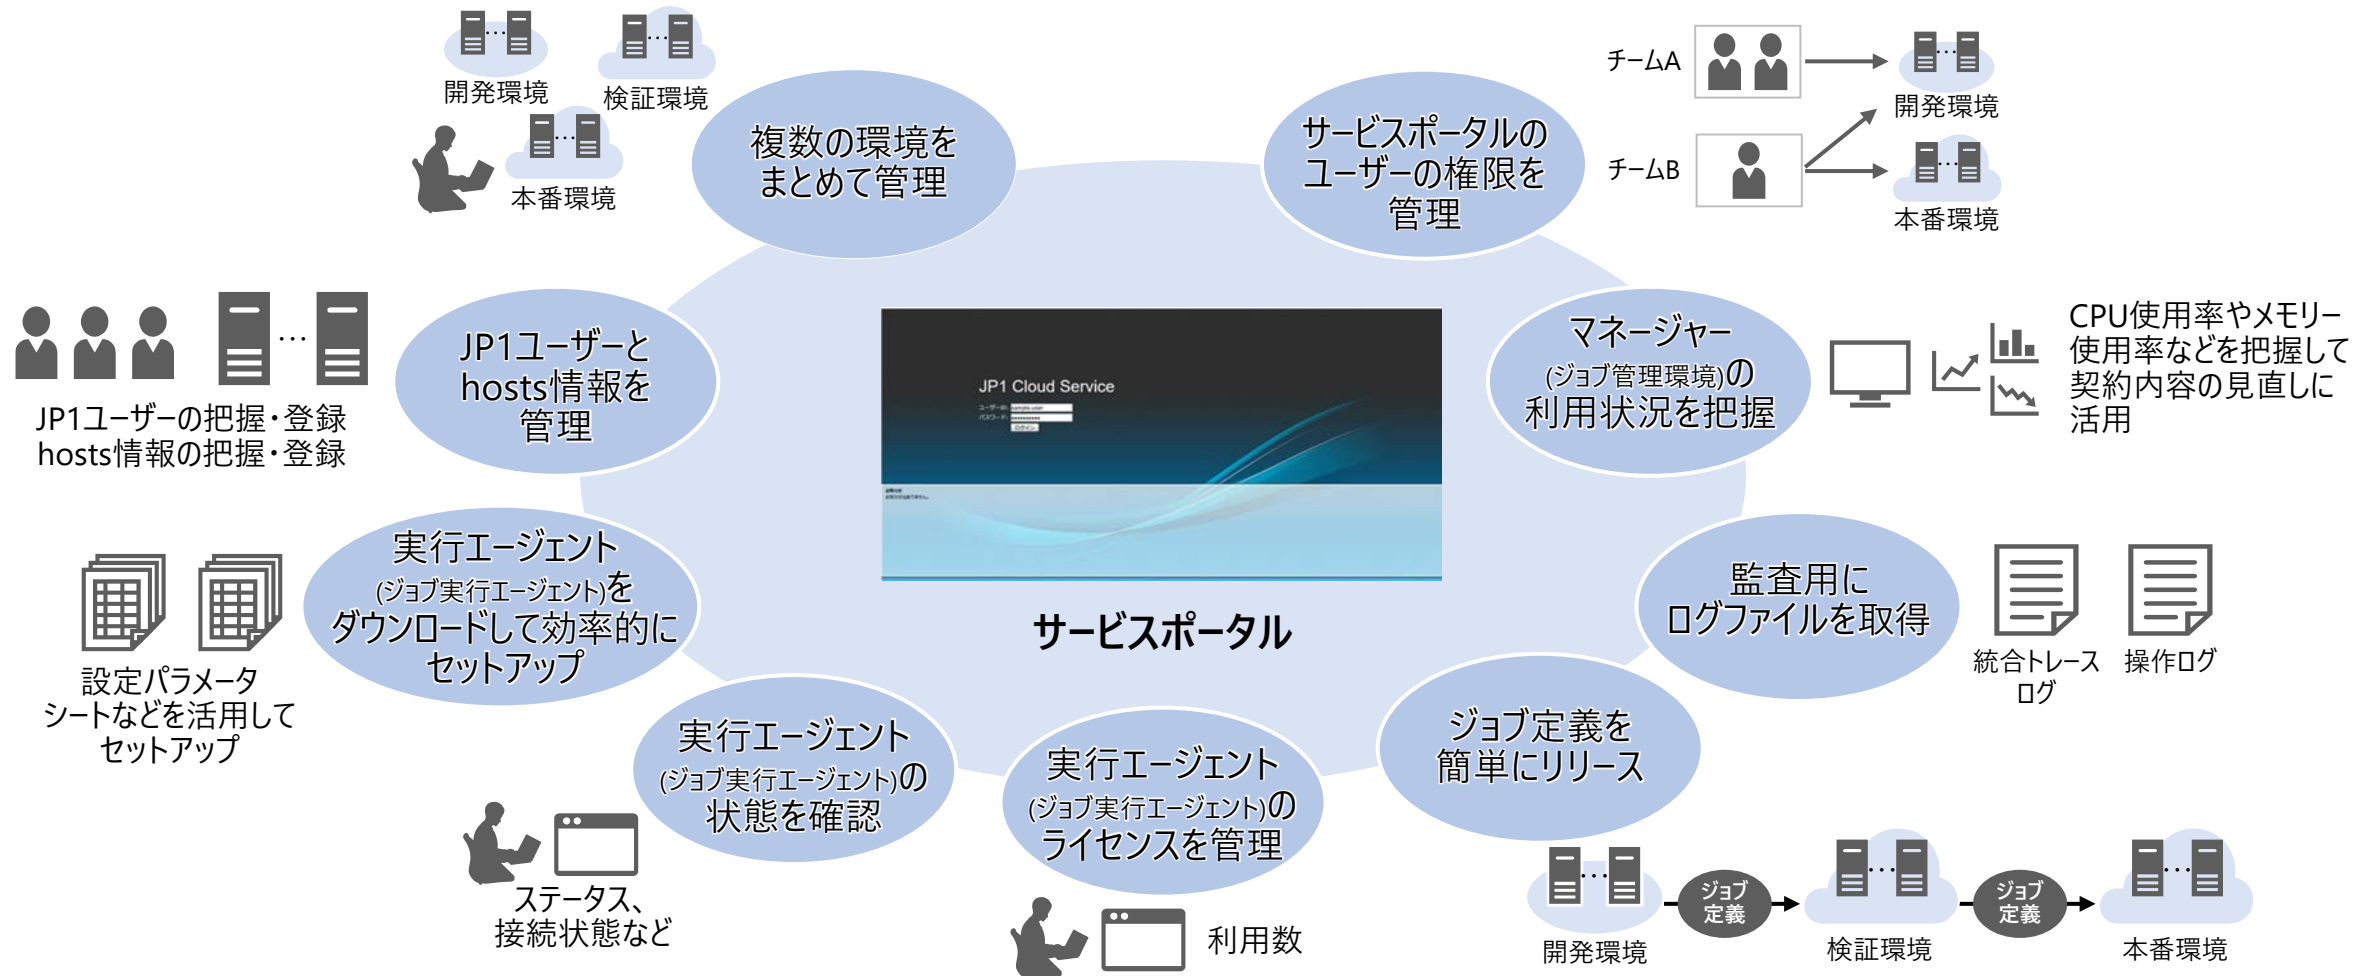 開発環境
検証環境
本番環境
複数の環境を
まとめて管理
サービスポータルの
ユーザーの権限を
管理
チームA
チームB
開発環境
本番環境
JP1ユーザーの把握・登録
hosts情報の把握・登録
JP1ユーザーと
hosts情報を
管理
JP1 Cloud Service
ユーザーID:
sample.user
パスワード:
ログイン
サービスポータル
マネージャー
(ジョブ管理環境)の
利用状況を把握
CPU使用率やメモリー
使用率などを把握して
契約内容の見直しに
活用
設定パラメータ
シートなどを活用して
セットアップ
実行エージェント
(ジョブ実行エージェント)を
ダウンロードして効率的に
セットアップ
監査用に
ログファイルを取得
統合トレース
ログ
操作ログ
実行エージェント
(ジョブ実行エージェント)の
状態を確認
ステータス、
接続状態など
実行エージェント
(ジョブ実行エージェント)の
ライセンスを管理
利用数
ジョブ定義を
簡単にリリース
開発環境
ジョブ
定義
検証環境
ジョブ
定義
本番環境